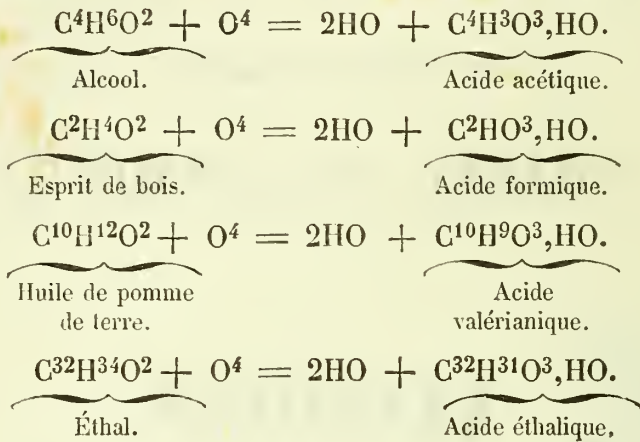 C⁴H⁶O² + O⁴ = 2HO + C⁴H³O³,HO.
Alcool. Acide acétique.
C²H⁴O² + O⁴ = 2HO + C²HO³,HO.
Esprit de bois. Acide formique.
C¹⁰H¹²O² + O⁴ = 2HO + C¹⁰H⁹O³,HO.
Huile de pomme Acide
de terre. valérianique.
C³²H³⁴O² + O⁴ = 2HO + C³²H³¹O³,HO.
Éthal. Acide éthalique,